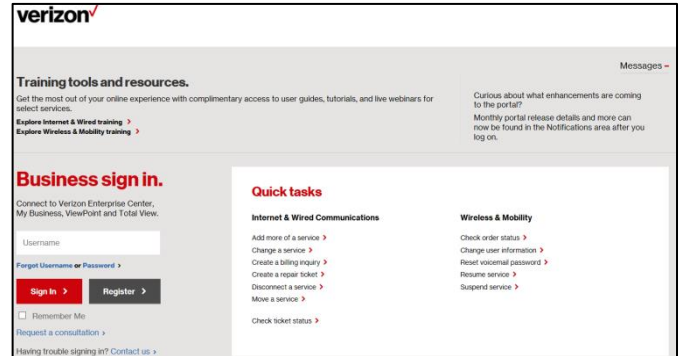 verizon
Messages –
Training tools and resources.
Get the most out of your online experience with complimentary access to user guides, tutorials, and live webinars for
select services.
Explore Internet & Wired training >
Explore Wireless & Mobility training >
Curious about what enhancements are coming
to the portal?
Monthly portal release details and more can
now be found in the Notifications area after you
log on.
Business sign in.
Connect to Verizon Enterprise Center,
My Business, ViewPoint and Total View.
Username
Forgot Username or Password >
Sign In >
Register >
Remember Me
Request a consultation >
Having trouble signing in? Contact us >
Quick tasks
Internet & Wired Communications
Add more of a service >
Change a service >
Create a billing inquiry >
Create a repair ticket >
Disconnect a service >
Move a service >
Check ticket status >
Wireless & Mobility
Check order status >
Change user information >
Reset voicemail password >
Resume service >
Suspend service >